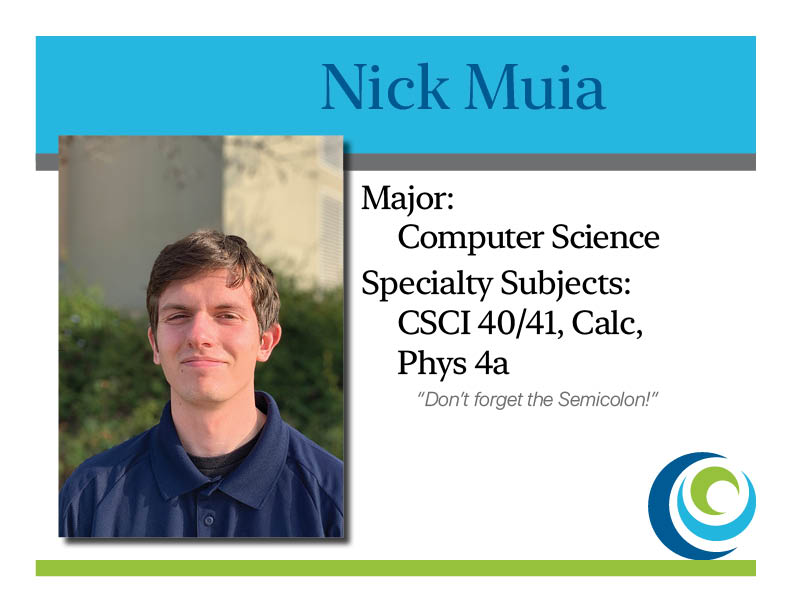 Nick Muia
Major:
Computer Science
Specialty Subjects:
CSCI 40/41, Calc,
Phys 4a
"Don't forget the Semicolon!"